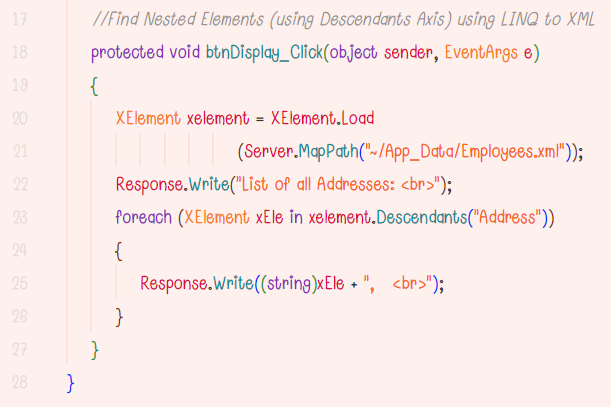 17 //Find Nested Elements (using Descendants Axis) using LINQ to XML
18 protected void btnDisplay_Click(object sender, EventArgs e)
19 {
20 XElement xelement = XElement.Load
21 (Server.MapPath("~/App_Data/Employees.xml"));
22 Response.Write("List of all Addresses: <br>");
23 foreach (XElement xEle in xelement.Descendants("Address"))
24 {
25 Response.Write((string)xEle + ",  <br>");
26 }
27 }
28 }